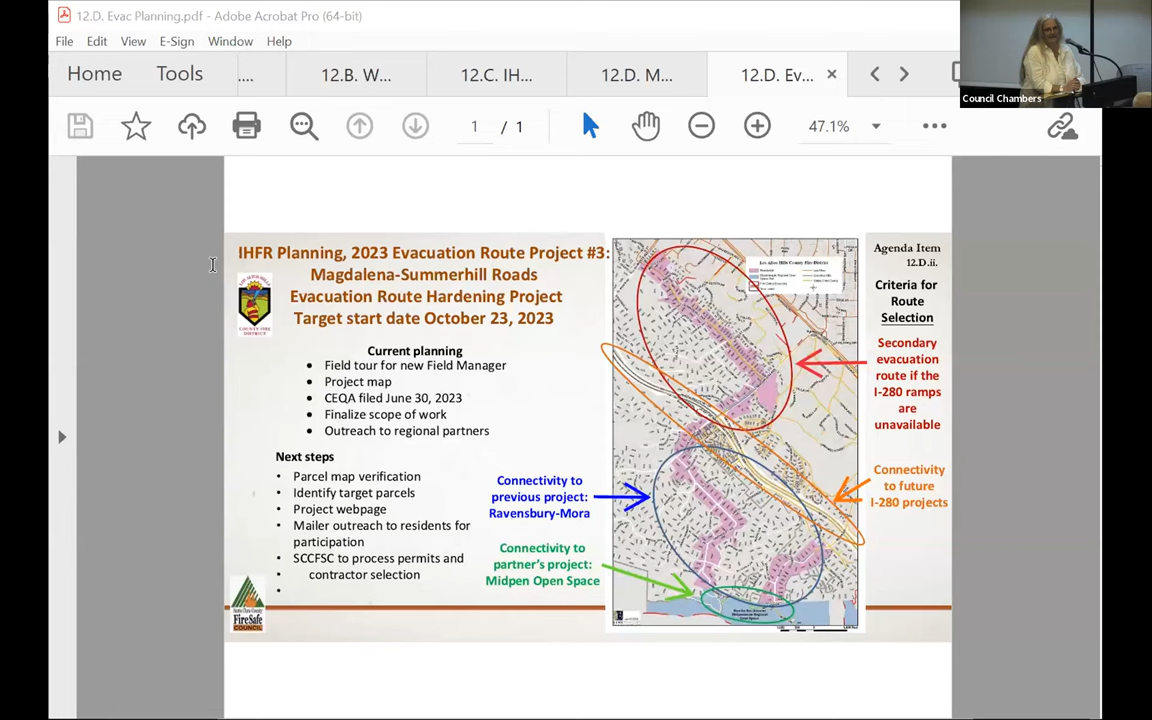 12.D. Evac Planning.pdf - Adobe Acrobat Pro (64-bit)
File Edit View E-Sign Window Help
Home Tools .... 12.B. W... 12.C. IH... 12.D. M... 12.D. Ev...
1 / 1 47.1%
Council Chambers
IHFR Planning, 2023 Evacuation Route Project #3:
Magdalena-Summerhill Roads
Evacuation Route Hardening Project
Target start date October 23, 2023
Current planning
• Field tour for new Field Manager
• Project map
• CEQA filed June 30, 2023
• Finalize scope of work
• Outreach to regional partners
Next steps
• Parcel map verification
• Identify target parcels
• Project webpage
• Mailer outreach to residents for
participation
• SCCFSC to process permits and
• contractor selection
•
FireSafe
COUNCIL
Connectivity to
previous project:
Ravensbury-Mora
Connectivity to
partner's project:
Midpen Open Space
Los Altos Hills County Fire District
Agenda Item
12.D.ii.
Criteria for
Route
Selection
Secondary
evacuation
route if the
I-280 ramps
are
unavailable
Connectivity
to future
I-280 projects